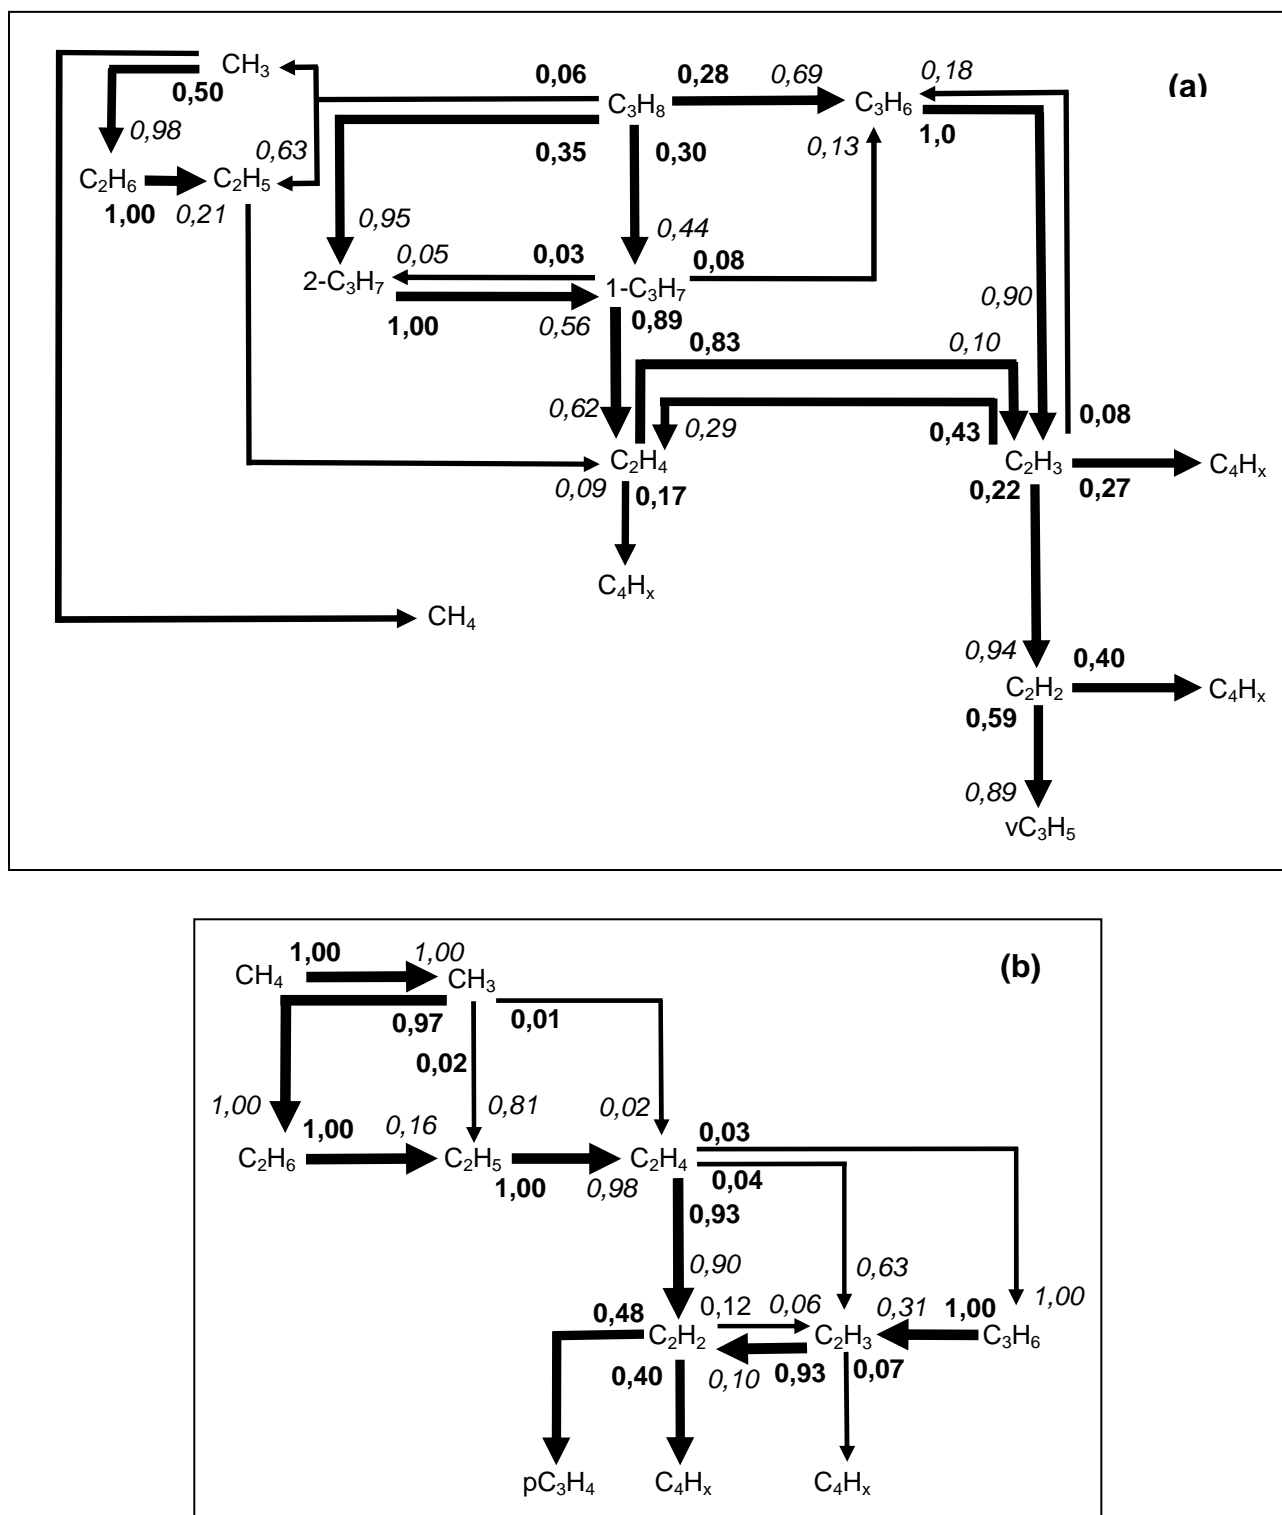 (a)
CH₃
0,50
0,98
C₂H₆
1,00
0,21
C₂H₅
0,63
0,06
0,28
0,69
C₃H₈
0,35
0,30
C₃H₆
0,18
0,13
1,0
0,95
0,05
2-C₃H₇
1,00
0,03
0,44
0,08
1-C₃H₇
0,56
0,89
0,83
0,10
0,90
0,62
0,29
0,43
0,08
C₂H₄
0,09
0,17
C₄Hₓ
CH₄
C₂H₃
0,22
0,27
C₄Hₓ
0,94
0,40
C₂H₂
C₄Hₓ
0,59
0,89
vC₃H₅
(b)
CH₄
1,00
1,00
CH₃
0,97
0,01
0,02
1,00
0,81
0,02
C₂H₆
1,00
0,16
C₂H₅
1,00
0,98
C₂H₄
0,03
0,04
0,93
0,90
0,63
1,00
0,48
C₂H₂
0,12
0,06
C₂H₃
0,31
1,00
C₃H₆
0,40
0,10
0,93
0,07
pC₃H₄
C₄Hₓ
C₄Hₓ